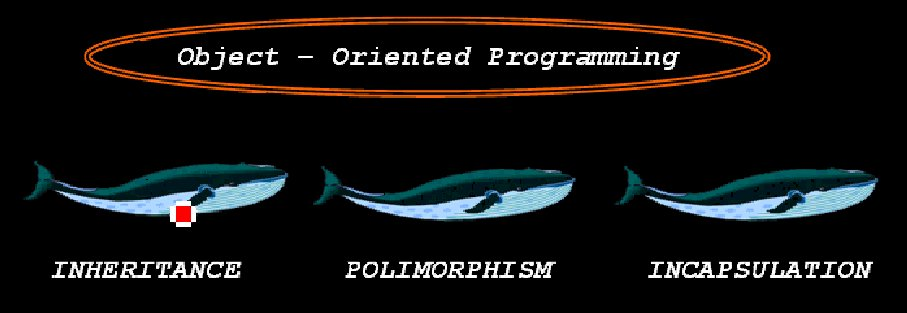 Object – Oriented Programming
INHERITANCE
POLIMORPHISM
INCAPSULATION